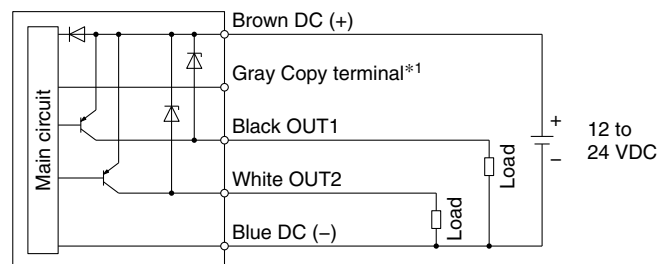 Brown DC (+)
Gray Copy terminal*1
Main circuit
Black OUT1
White OUT2
Blue DC (−)
Load
Load
+
−
12 to
24 VDC